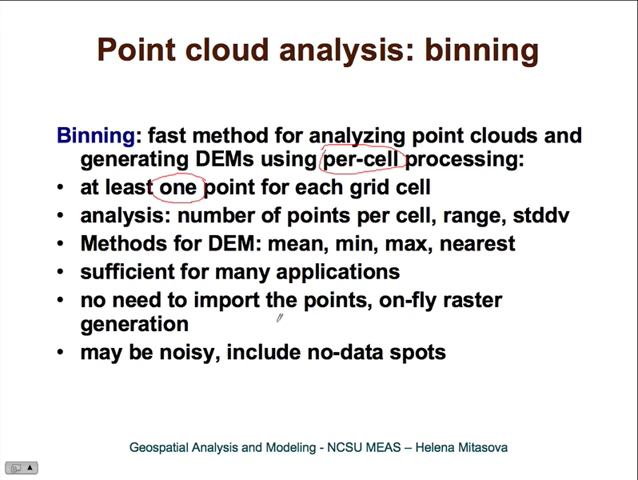 Point cloud analysis: binning
Binning: fast method for analyzing point clouds and
generating DEMs using per-cell processing:
• at least one point for each grid cell
• analysis: number of points per cell, range, stddv
• Methods for DEM: mean, min, max, nearest
• sufficient for many applications
• no need to import the points, on-fly raster
generation
• may be noisy, include no-data spots
Geospatial Analysis and Modeling - NCSU MEAS – Helena Mitasova